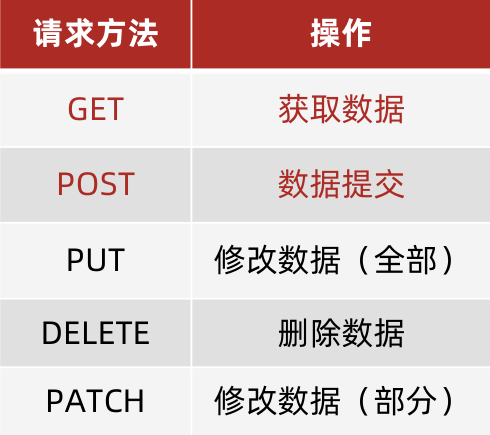 请求方法 操作
GET 获取数据
POST 数据提交
PUT 修改数据（全部）
DELETE 删除数据
PATCH 修改数据（部分）